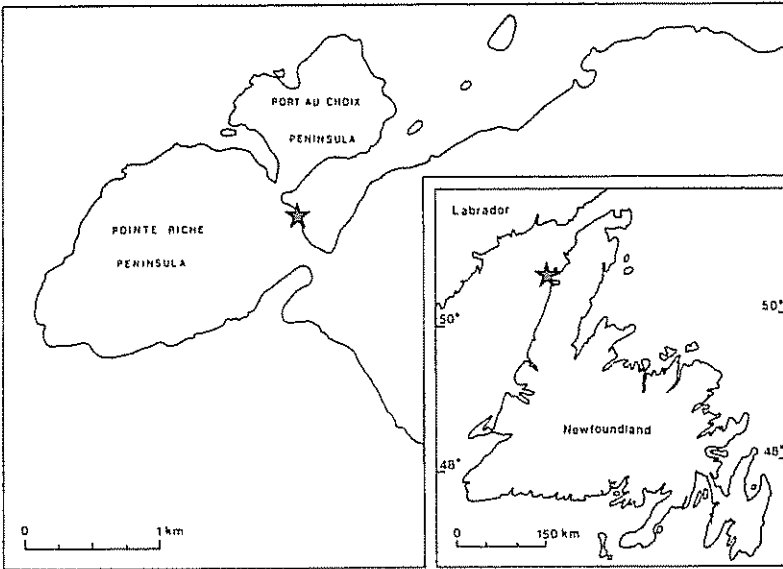 PORT AU CHOIX
PENINSULA
POINTE RICHE
PENINSULA
0 1 km
Labrador
50° 50°
Newfoundland
48° 48°
0 150 km